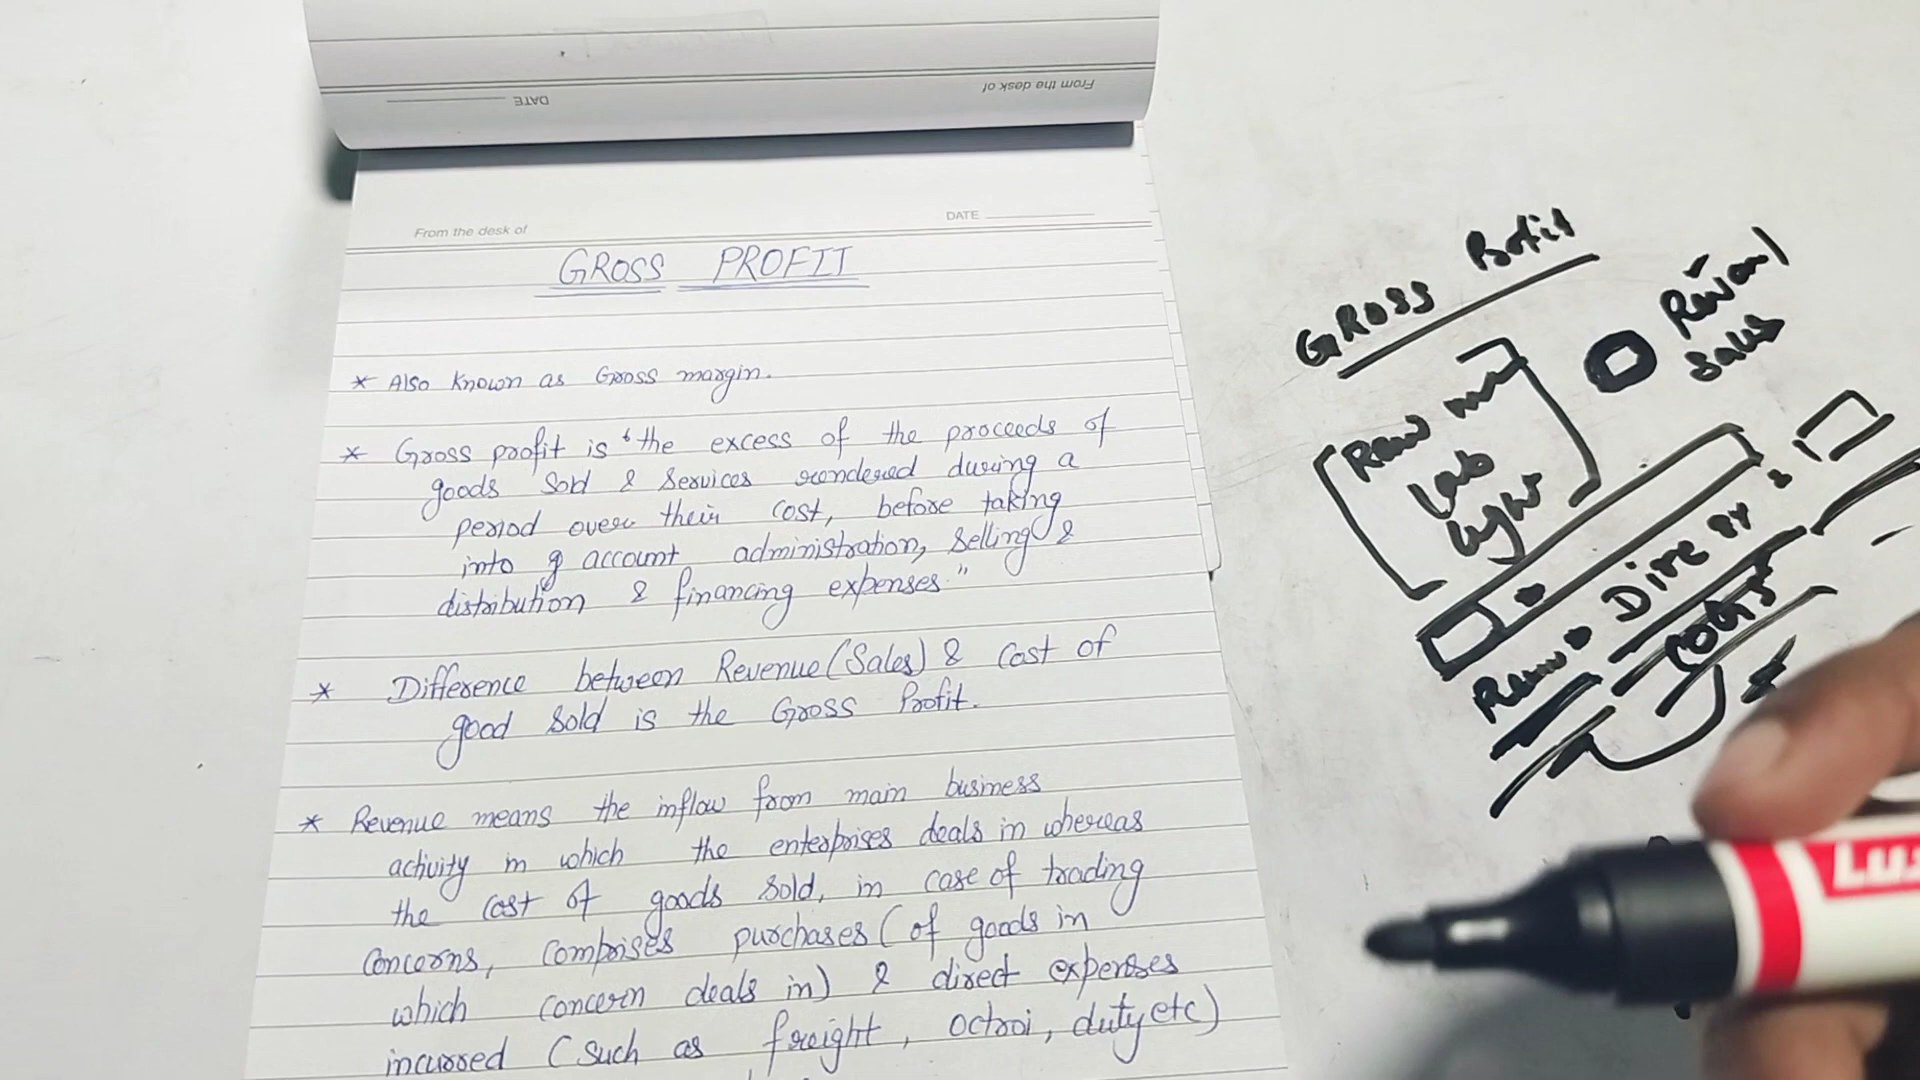 DATE
From the desk of
From the desk of
DATE
GROSS PROFIT
* Also Known as Gross margin.
* Gross profit is "the excess of the proceeds of
goods sold & services rendered during a
period over their cost, before taking
into account administration, selling &
distribution & financing expenses."
* Difference between Revenue (Sales) & cost of
good sold is the Gross Profit.
* Revenue means the inflow from main business
activity in which the enterprises deals in whereas
the cost of goods sold, in case of trading
concerns, comprises purchases (of goods in
which concern deals in) & direct expenses
incurred (such as freight, octroi, duty etc)
GROSS Profit
Sales
Raw
Lab
Light
Lux